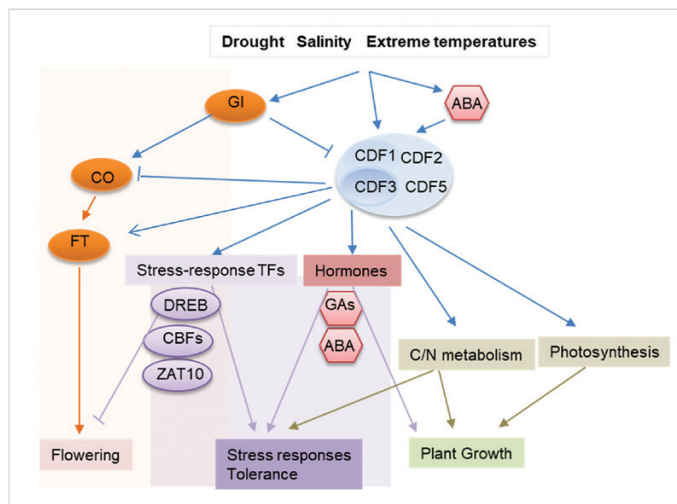 Drought Salinity Extreme temperatures
GI
ABA
CDF1 CDF2
CO
CDF3 CDF5
FT
Stress-response TFs
Hormones
DREB
GAs
CBFs
ABA
C/N metabolism
Photosynthesis
ZAT10
Flowering
Stress responses
Tolerance
Plant Growth